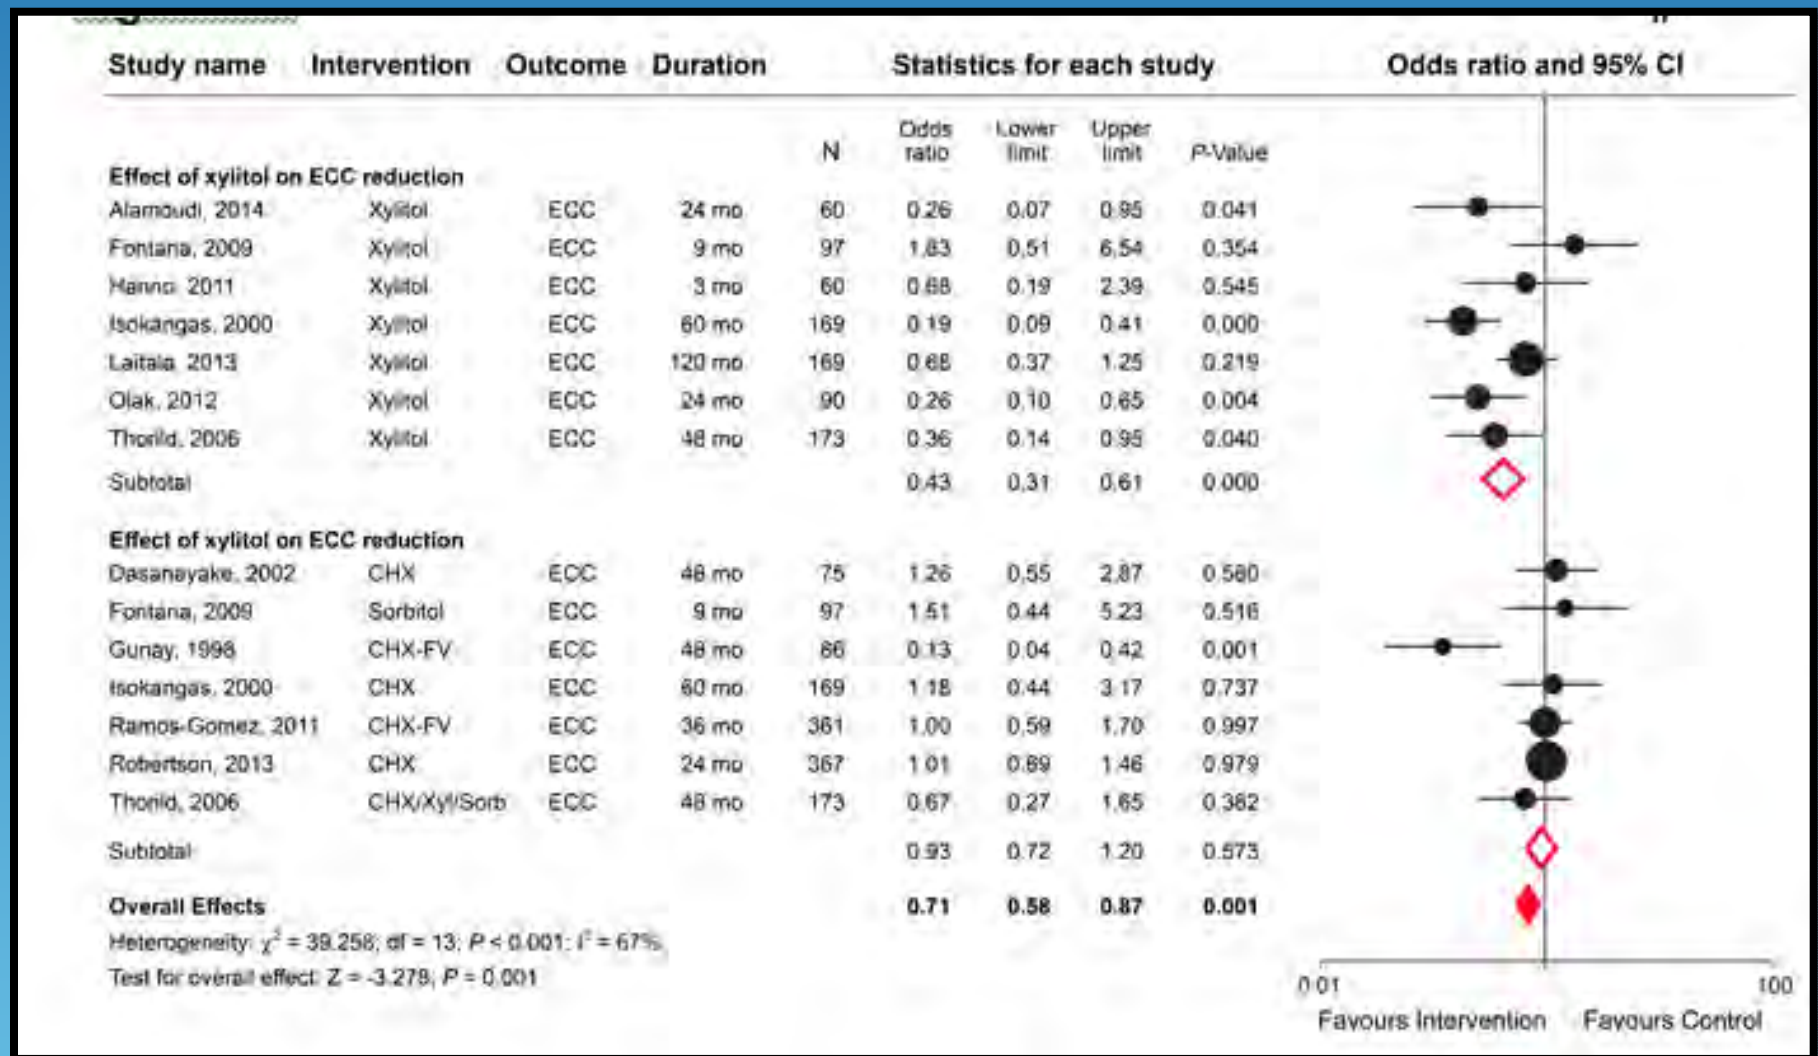 Study name Intervention Outcome Duration Statistics for each study Odds ratio and 95% CI
N Odds ratio Lower limit Upper limit P-Value
Effect of xylitol on ECC reduction
Alamoudi, 2014 Xylitol ECC 24 mo 60 0.26 0.07 0.95 0.041
Fontana, 2009 Xylitol ECC 9 mo 97 1.83 0.51 6.54 0.354
Hanno, 2011 Xylitol ECC 3 mo 60 0.68 0.19 2.39 0.545
Isokangas, 2000 Xylitol ECC 60 mo 169 0.19 0.09 0.41 0.000
Laitala, 2013 Xylitol ECC 120 mo 169 0.68 0.37 1.25 0.219
Olak, 2012 Xylitol ECC 24 mo 90 0.26 0.10 0.65 0.004
Thorild, 2006 Xylitol ECC 48 mo 173 0.36 0.14 0.95 0.040
Subtotal 0.43 0.31 0.61 0.000
Effect of xylitol on ECC reduction
Dasanayake, 2002 CHX ECC 48 mo 75 1.26 0.55 2.87 0.580
Fontana, 2009 Sorbitol ECC 9 mo 97 1.51 0.44 5.23 0.516
Gunay, 1998 CHX-FV ECC 48 mo 86 0.13 0.04 0.42 0.001
Isokangas, 2000 CHX ECC 60 mo 169 1.18 0.44 3.17 0.737
Ramos-Gomez, 2011 CHX-FV ECC 36 mo 361 1.00 0.59 1.70 0.997
Robertson, 2013 CHX ECC 24 mo 367 1.01 0.69 1.46 0.979
Thorild, 2006 CHX/Xyl/Sorb ECC 48 mo 173 0.67 0.27 1.65 0.382
Subtotal 0.93 0.72 1.20 0.573
Overall Effects 0.71 0.58 0.87 0.001
Heterogeneity: χ² = 39.258; df = 13; P < 0.001; I² = 67%
Test for overall effect: Z = -3.278, P = 0.001
0.01 100
Favours Intervention Favours Control